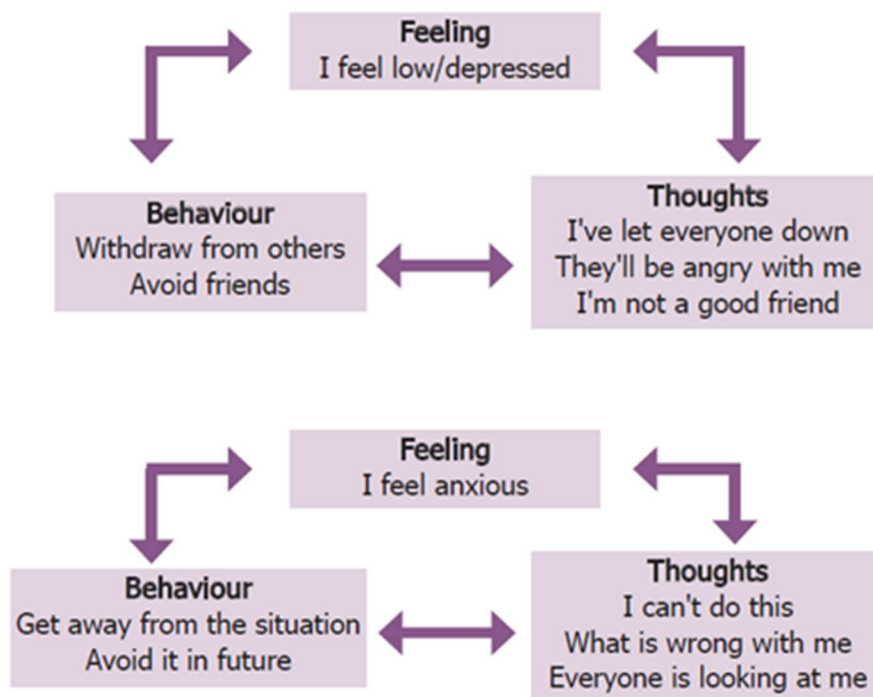 Feeling
I feel low/depressed
Behaviour
Withdraw from others
Avoid friends
Thoughts
I've let everyone down
They'll be angry with me
I'm not a good friend
Feeling
I feel anxious
Behaviour
Get away from the situation
Avoid it in future
Thoughts
I can't do this
What is wrong with me
Everyone is looking at me